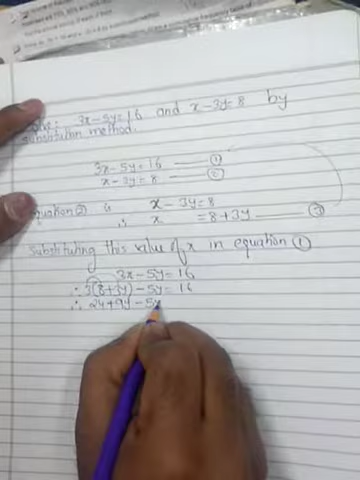 Solve: 3x-5y=16 and x-3y=8 by
substitution method.
3x-5y=16 —— ①
x-3y=8 —— ②
Equation ② is x-3y=8
∴ x =8+3y —— ③
Substituting this value of x in equation ①
3x-5y=16
∴ 3(8+3y)-5y=16
∴ 24+9y-5y